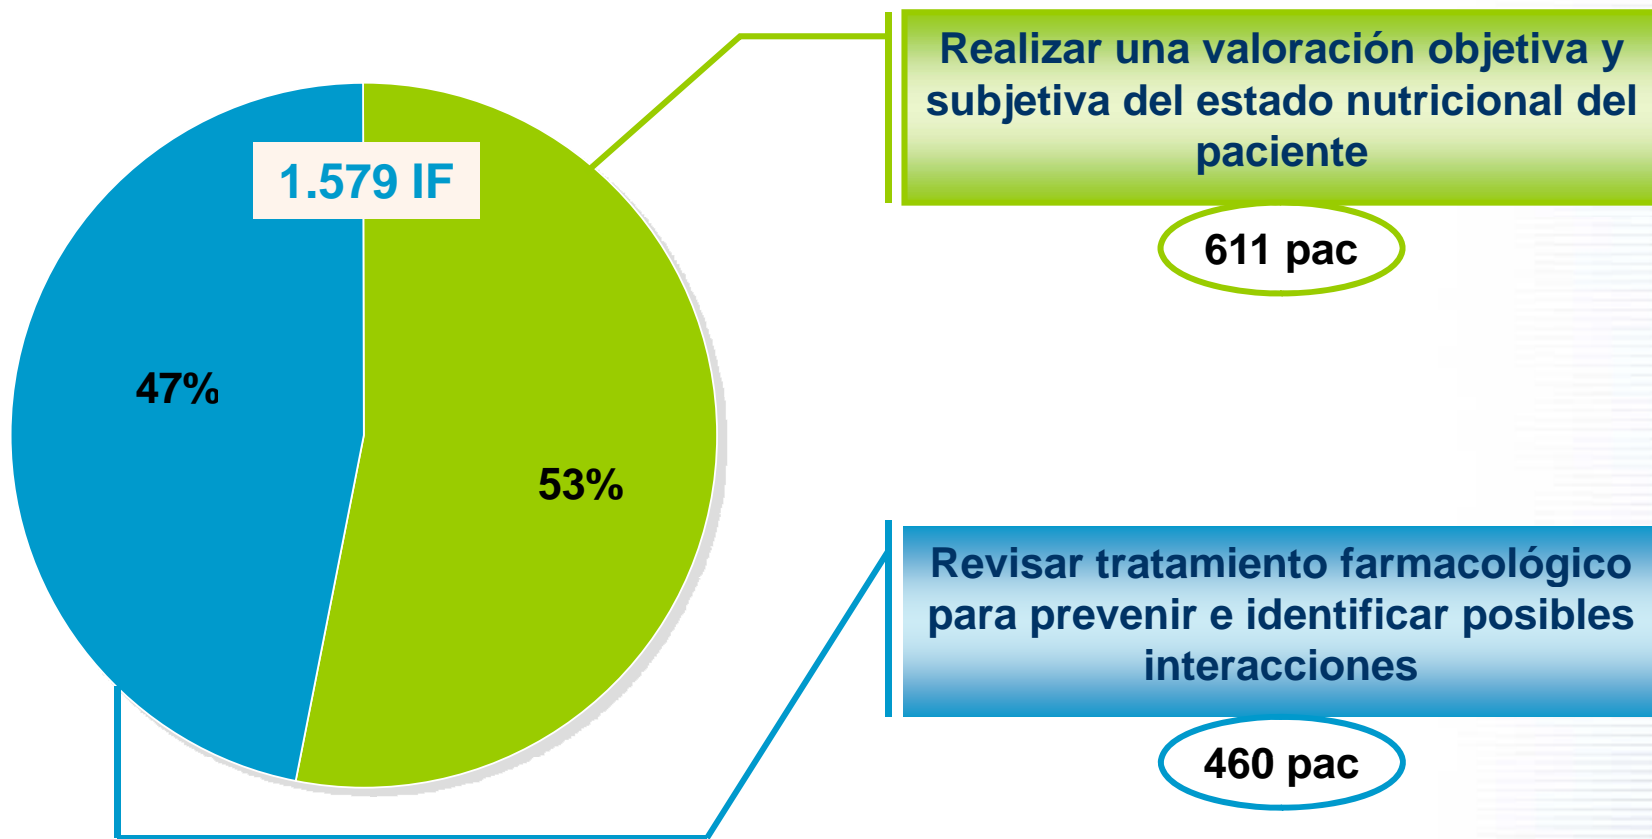 1.579 IF
47%
53%
Realizar una valoración objetiva y
subjetiva del estado nutricional del
paciente
611 pac
Revisar tratamiento farmacológico
para prevenir e identificar posibles
interacciones
460 pac